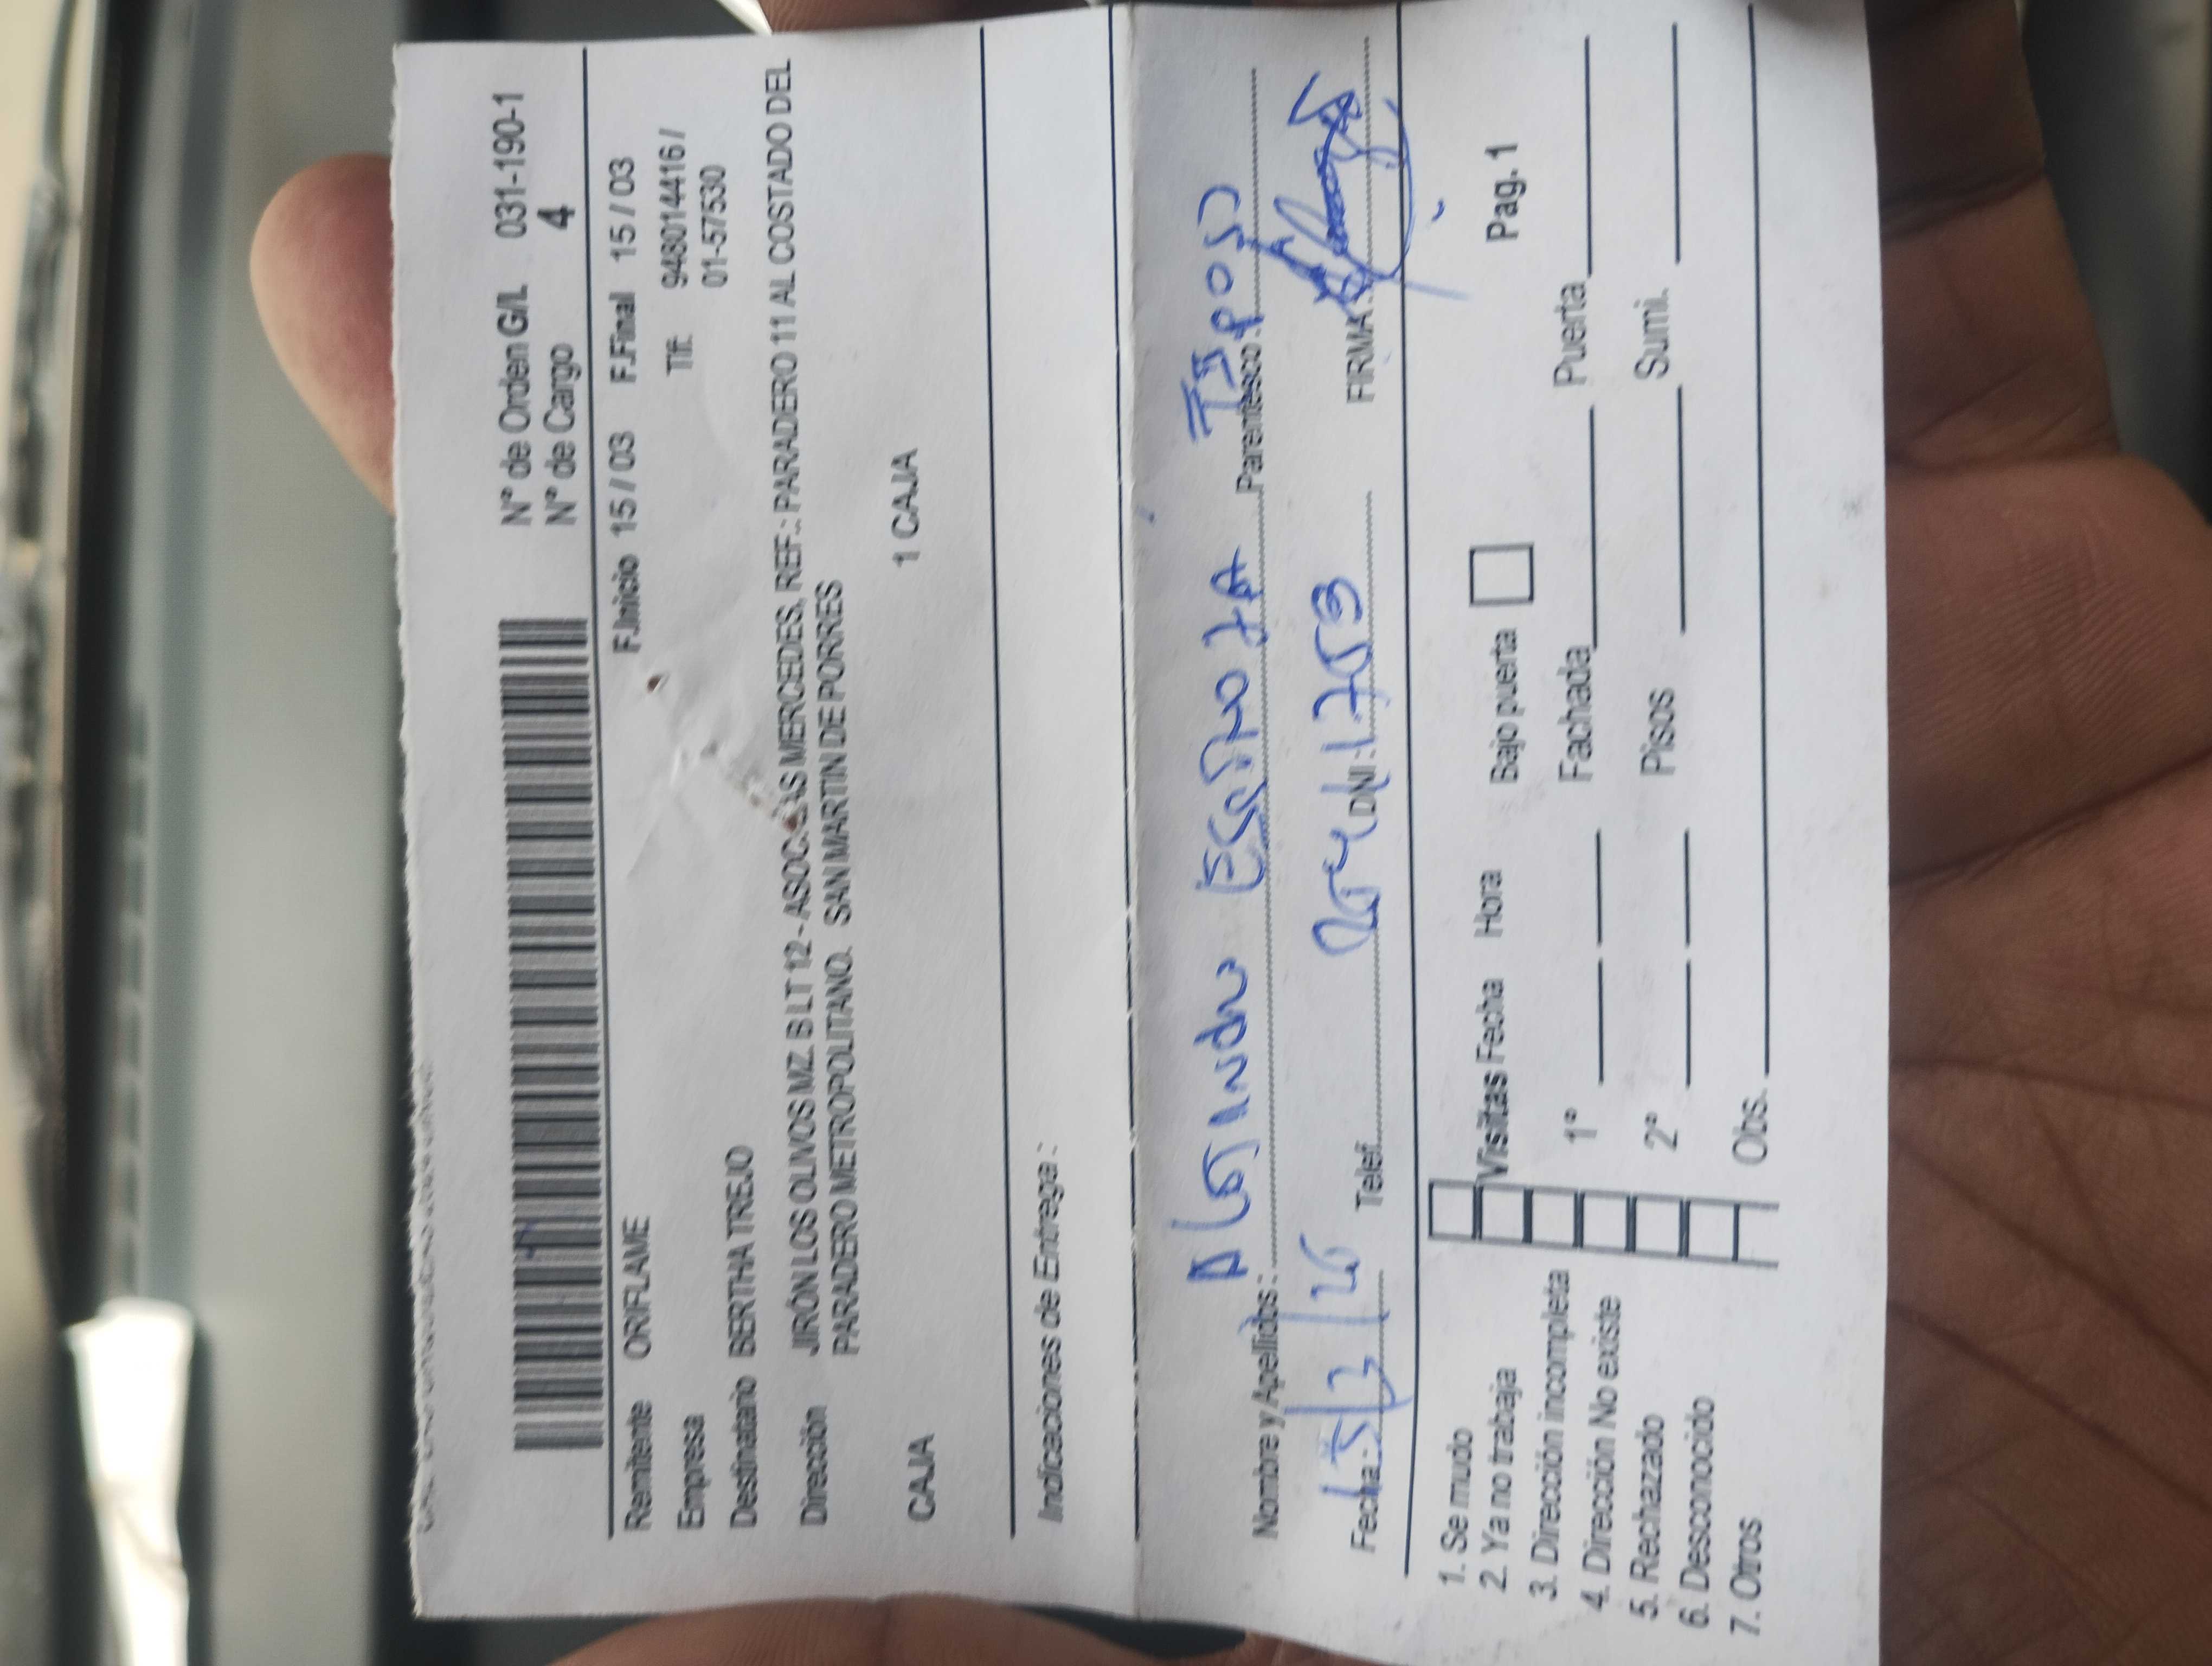 N° de Orden G/L 031-190-1
N° de Cargo 4
F.Inicio 15 / 03 F.Final 15 / 03
Remitente ORIFLAME
Empresa Tlf. 948014416 /
01-57530
Destinatario BERTHA TREJO
Dirección JIRÓN LOS OLIVOS MZ. B LT 12 - ASOC. LAS MERCEDES, REF.: PARADERO 11 AL COSTADO DEL
PARADERO METROPOLITANO. SAN MARTIN DE PORRES
CAJA 1 CAJA
Indicaciones de Entrega :
Nombre y Apellidos : Parentesco :
Fecha : Telef. DNI : FIRMA :
1. Se mudo
2. Ya no trabaja
3. Dirección incompleta
4. Dirección No existe
5. Rechazado
6. Desconocido
7. Otros
Visitas Fecha Hora Bajo puerta Pag. 1
1° Fachada Puerta
2° Pisos Sumi.
Obs.